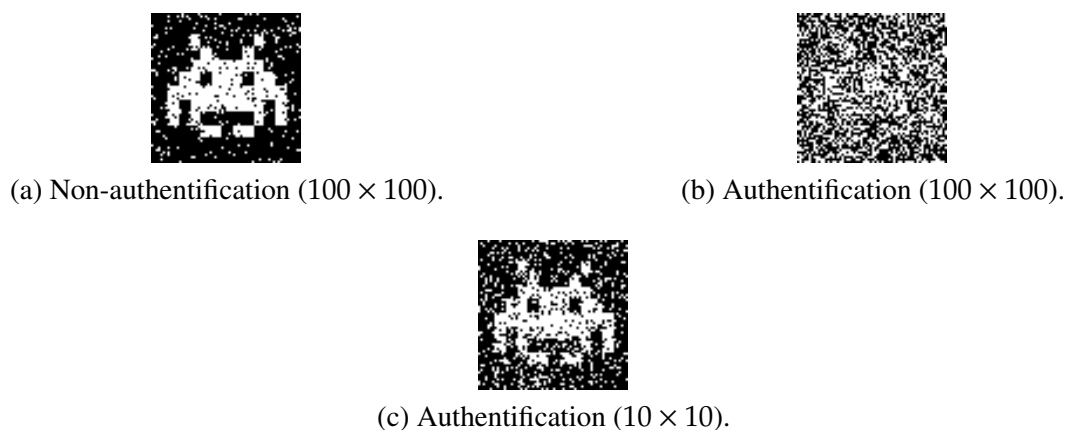 (a) Non-authentification (100 × 100).
(b) Authentification (100 × 100).
(c) Authentification (10 × 10).